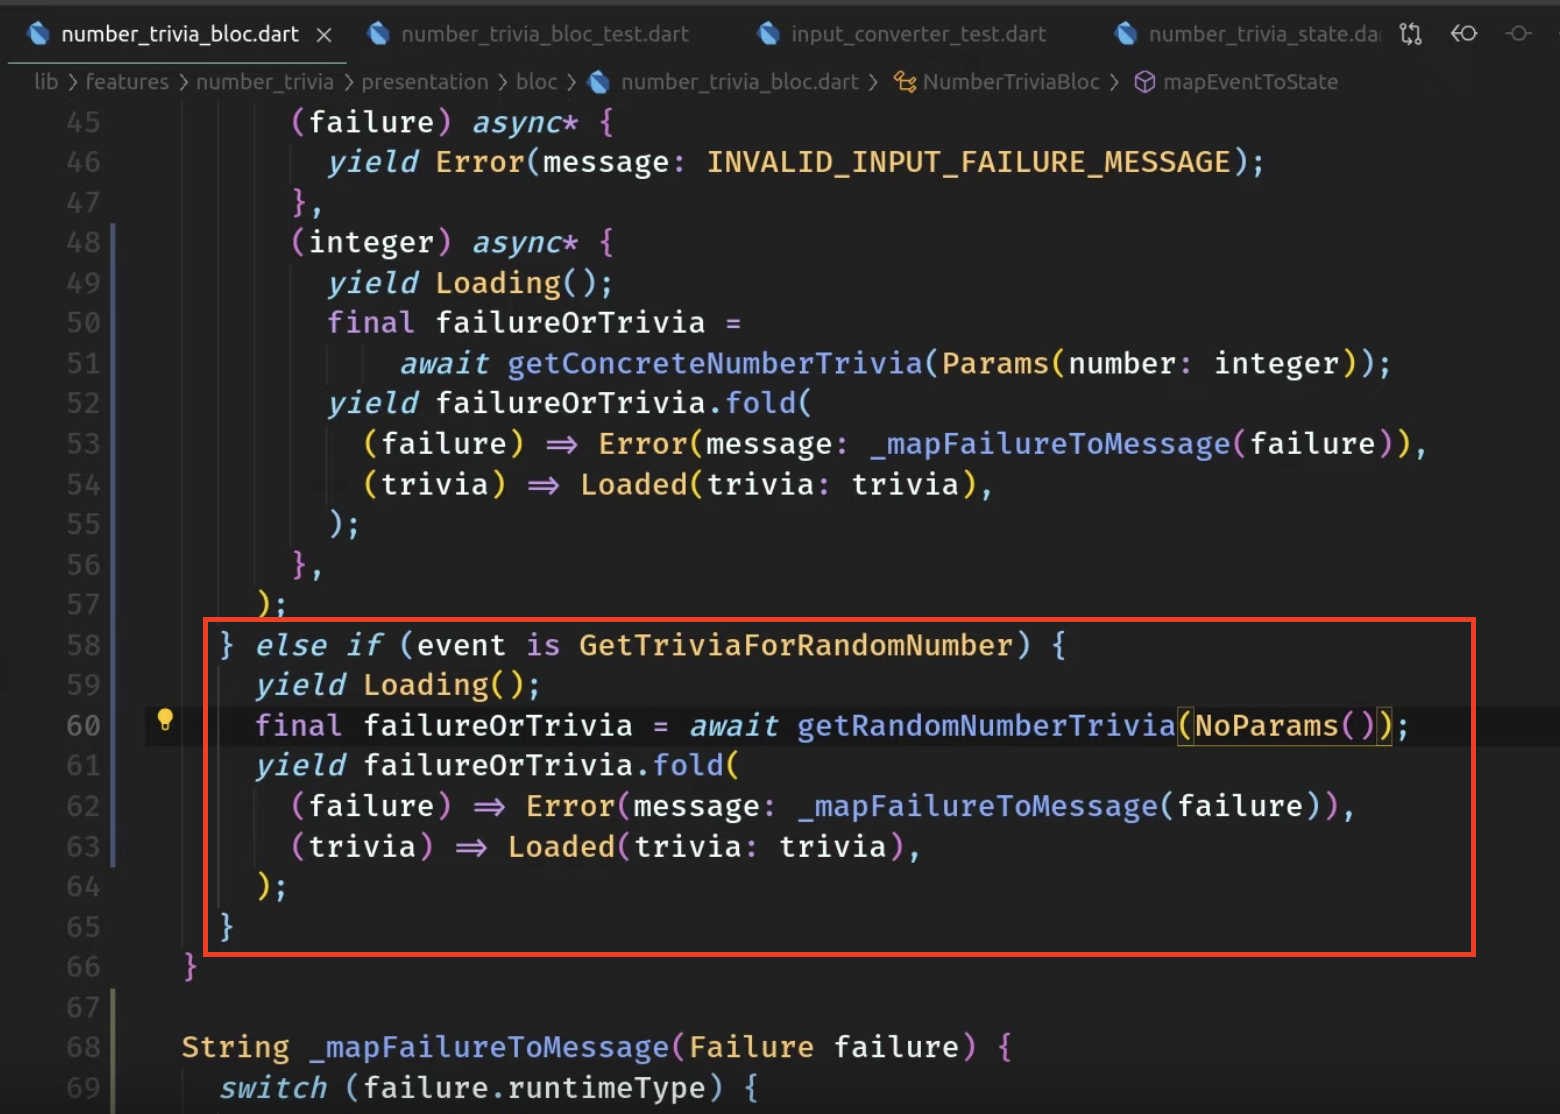 number_trivia_bloc.dart × number_trivia_bloc_test.dart input_converter_test.dart number_trivia_state.da
lib > features > number_trivia > presentation > bloc > number_trivia_bloc.dart > NumberTriviaBloc > mapEventToState
45 (failure) async* {
46 yield Error(message: INVALID_INPUT_FAILURE_MESSAGE);
47 },
48 (integer) async* {
49 yield Loading();
50 final failureOrTrivia =
51 await getConcreteNumberTrivia(Params(number: integer));
52 yield failureOrTrivia.fold(
53 (failure) => Error(message: _mapFailureToMessage(failure)),
54 (trivia) => Loaded(trivia: trivia),
55 );
56 },
57 );
58 } else if (event is GetTriviaForRandomNumber) {
59 yield Loading();
60 final failureOrTrivia = await getRandomNumberTrivia(NoParams());
61 yield failureOrTrivia.fold(
62 (failure) => Error(message: _mapFailureToMessage(failure)),
63 (trivia) => Loaded(trivia: trivia),
64 );
65 }
66 }
67
68 String _mapFailureToMessage(Failure failure) {
69 switch (failure.runtimeType) {